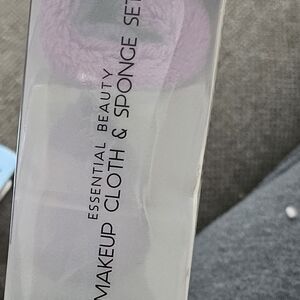 ESSENTIAL BEAUTY
MAKEUP CLOTH & SPONGE SET